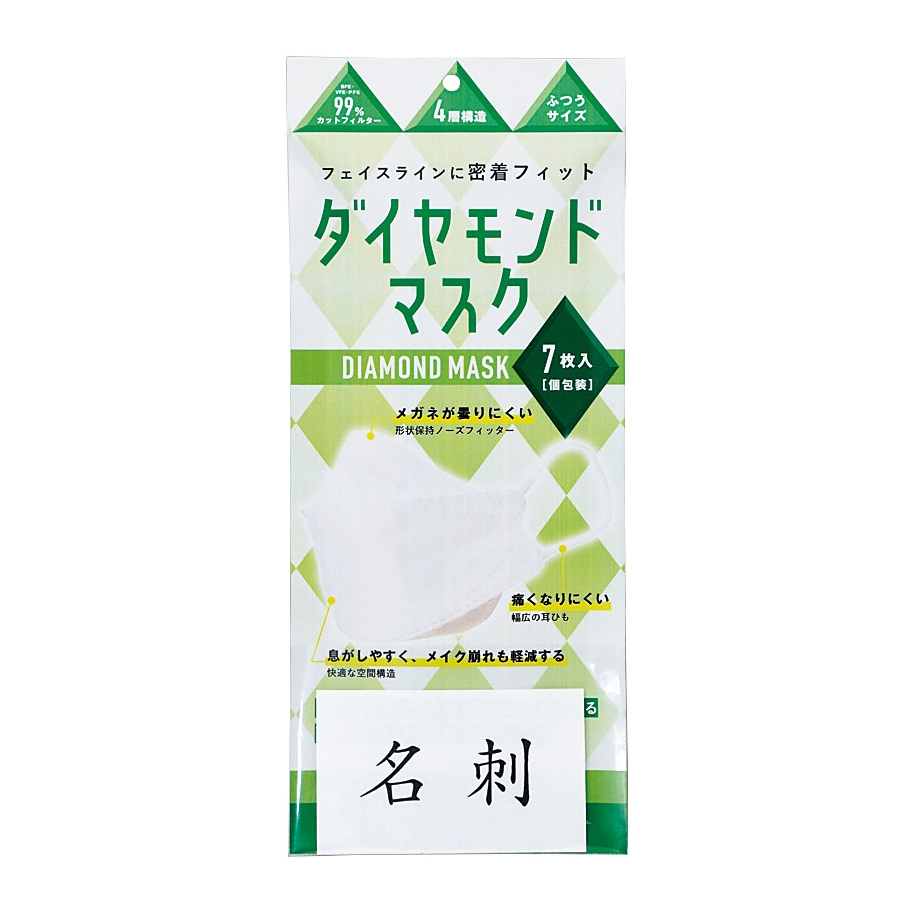 BFE・
VFE・PFE
99%
カットフィルター
4層構造
ふつう
サイズ
フェイスラインに密着フィット
ダイヤモンド
マスク
DIAMOND MASK
7枚入
[個包装]
メガネが曇りにくい
形状保持ノーズフィッター
痛くなりにくい
幅広の耳ひも
息がしやすく、メイク崩れも軽減する
快適な空間構造
る
名刺